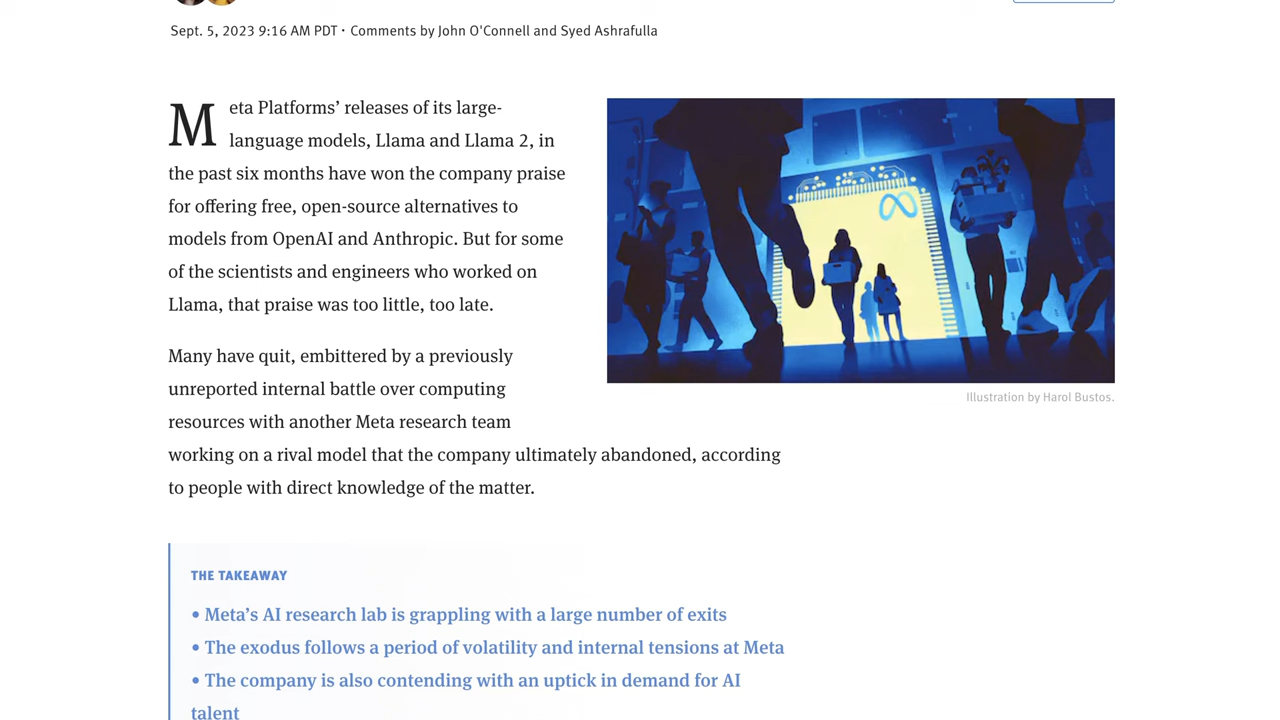 Sept. 5, 2023 9:16 AM PDT · Comments by John O'Connell and Syed Ashrafulla
Meta Platforms’ releases of its large-
language models, Llama and Llama 2, in
the past six months have won the company praise
for offering free, open-source alternatives to
models from OpenAI and Anthropic. But for some
of the scientists and engineers who worked on
Llama, that praise was too little, too late.
Many have quit, embittered by a previously
unreported internal battle over computing
resources with another Meta research team
working on a rival model that the company ultimately abandoned, according
to people with direct knowledge of the matter.
Illustration by Harol Bustos.
THE TAKEAWAY
• Meta’s AI research lab is grappling with a large number of exits
• The exodus follows a period of volatility and internal tensions at Meta
• The company is also contending with an uptick in demand for AI
talent